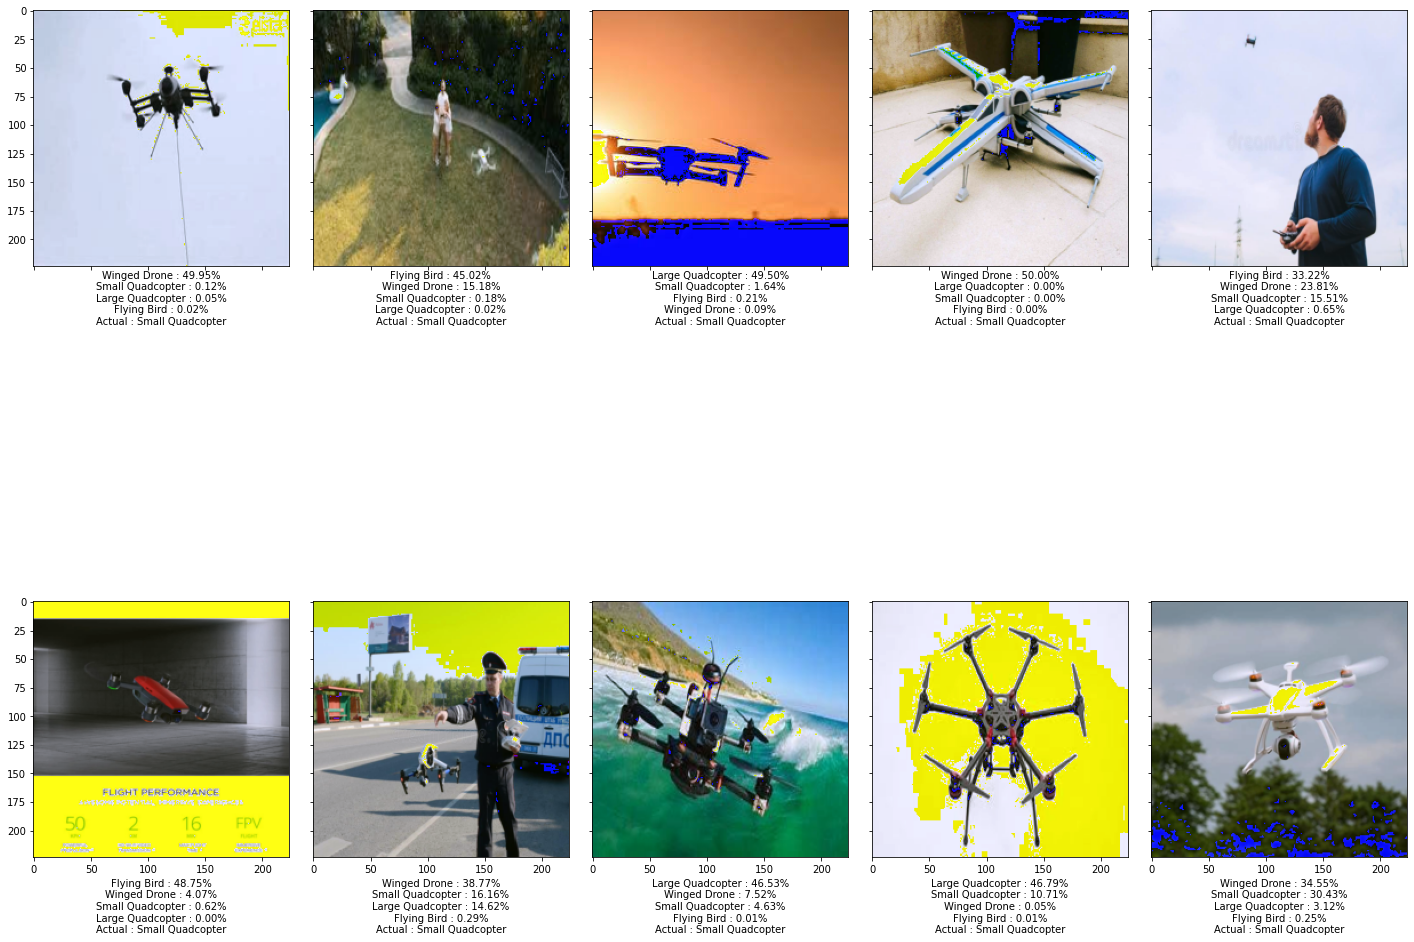 0
25
50
75
100
125
150
175
200
Winged Drone : 49.95%
Small Quadcopter : 0.12%
Large Quadcopter : 0.05%
Flying Bird : 0.02%
Actual : Small Quadcopter
Flying Bird : 45.02%
Winged Drone : 15.18%
Small Quadcopter : 0.18%
Large Quadcopter : 0.02%
Actual : Small Quadcopter
Large Quadcopter : 49.50%
Small Quadcopter : 1.64%
Flying Bird : 0.21%
Winged Drone : 0.09%
Actual : Small Quadcopter
Winged Drone : 50.00%
Large Quadcopter : 0.00%
Small Quadcopter : 0.00%
Flying Bird : 0.00%
Actual : Small Quadcopter
Flying Bird : 33.22%
Winged Drone : 23.81%
Small Quadcopter : 15.51%
Large Quadcopter : 0.65%
Actual : Small Quadcopter
0
25
50
75
100
125
150
175
200
FLIGHT PERFORMANCE
50 2 16 FPV
ДПС
0 50 100 150 200
0 50 100 150 200
0 50 100 150 200
0 50 100 150 200
0 50 100 150 200
Flying Bird : 48.75%
Winged Drone : 4.07%
Small Quadcopter : 0.62%
Large Quadcopter : 0.00%
Actual : Small Quadcopter
Winged Drone : 38.77%
Small Quadcopter : 16.16%
Large Quadcopter : 14.62%
Flying Bird : 0.29%
Actual : Small Quadcopter
Large Quadcopter : 46.53%
Winged Drone : 7.52%
Small Quadcopter : 4.63%
Flying Bird : 0.01%
Actual : Small Quadcopter
Large Quadcopter : 46.79%
Small Quadcopter : 10.71%
Winged Drone : 0.05%
Flying Bird : 0.01%
Actual : Small Quadcopter
Winged Drone : 34.55%
Small Quadcopter : 30.43%
Large Quadcopter : 3.12%
Flying Bird : 0.25%
Actual : Small Quadcopter